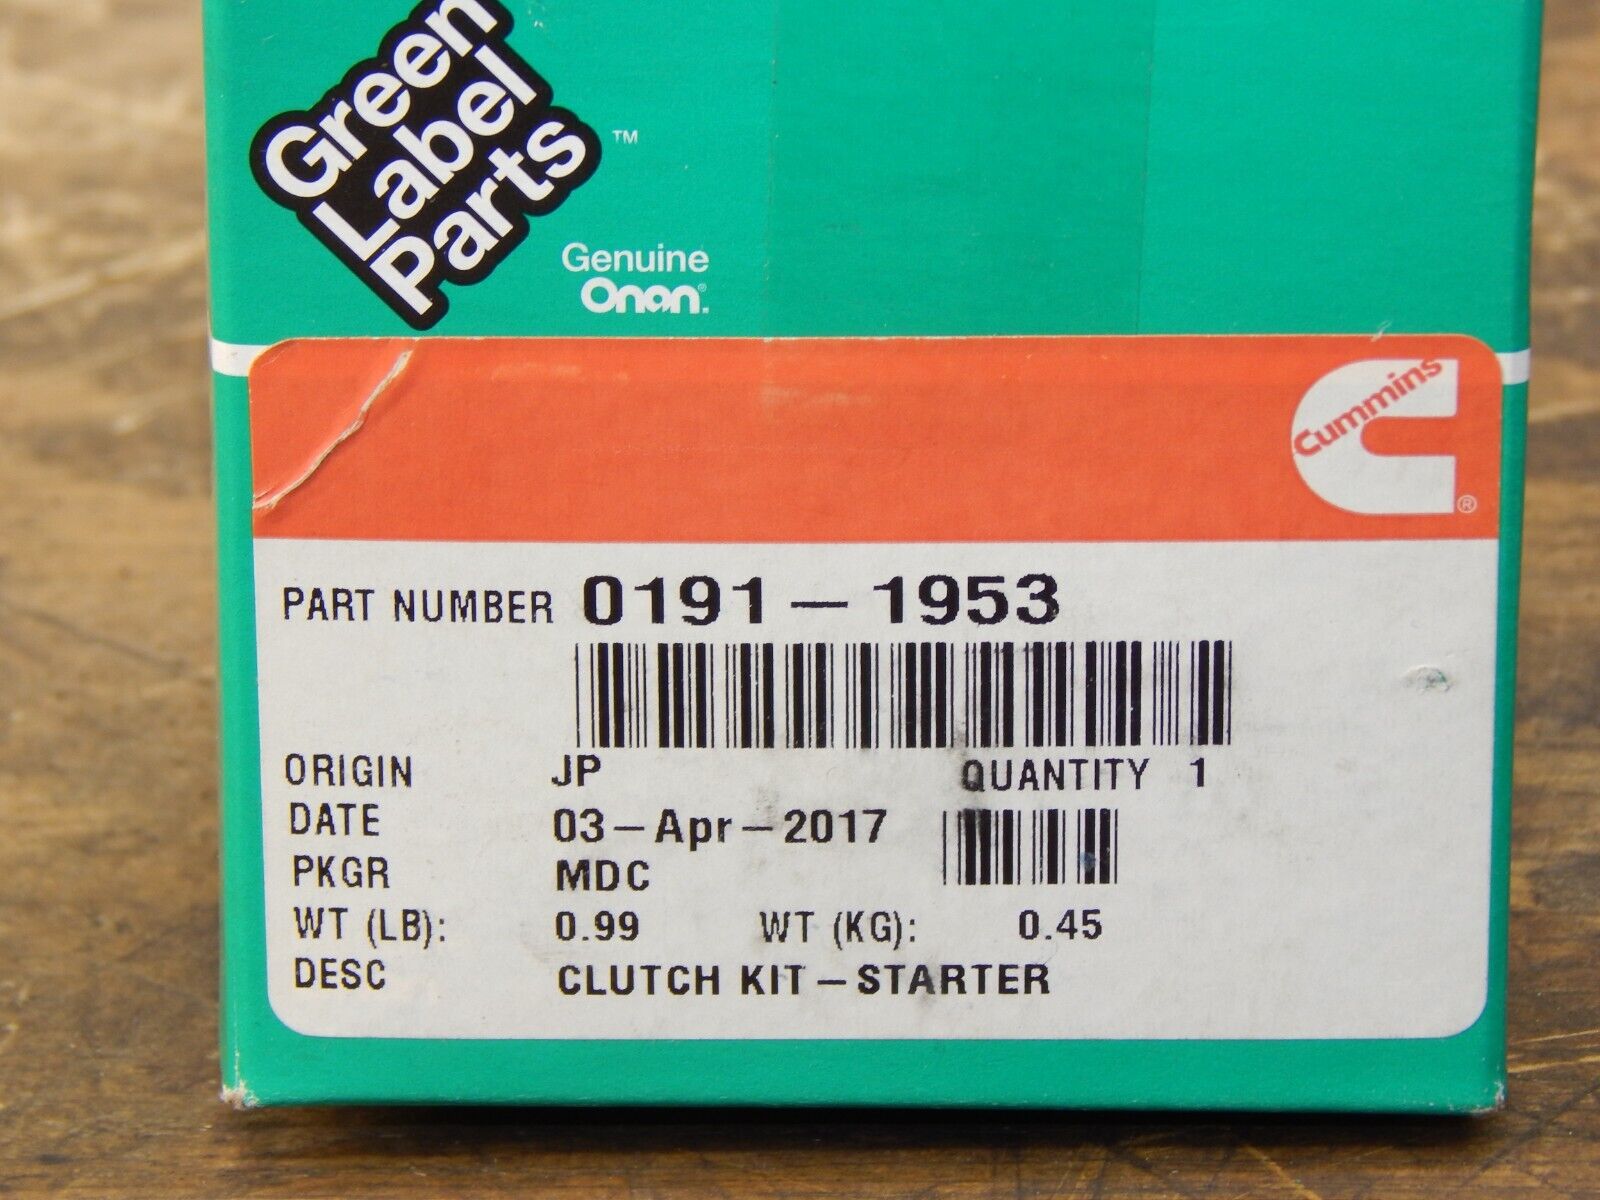 Green
Label
Parts
™
Genuine
Onan®
Cummins
®
PART NUMBER 0191-1953
ORIGIN JP QUANTITY 1
DATE 03-Apr-2017
PKGR MDC
WT (LB): 0.99 WT (KG): 0.45
DESC CLUTCH KIT-STARTER